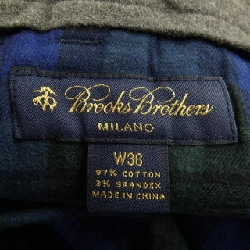 Brooks Brothers
MILANO
W36
97% COTTON
3% SPANDEX
MADE IN CHINA